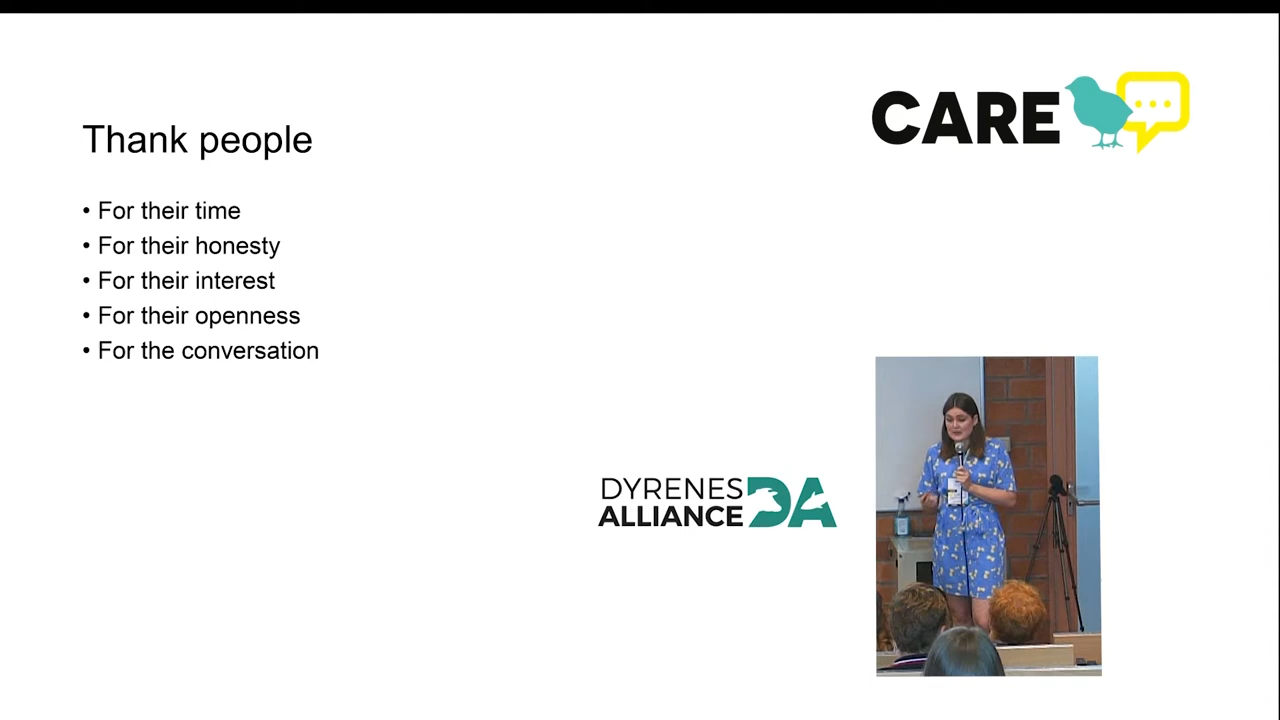 CARE
Thank people
• For their time
• For their honesty
• For their interest
• For their openness
• For the conversation
DYRENES
ALLIANCE DA